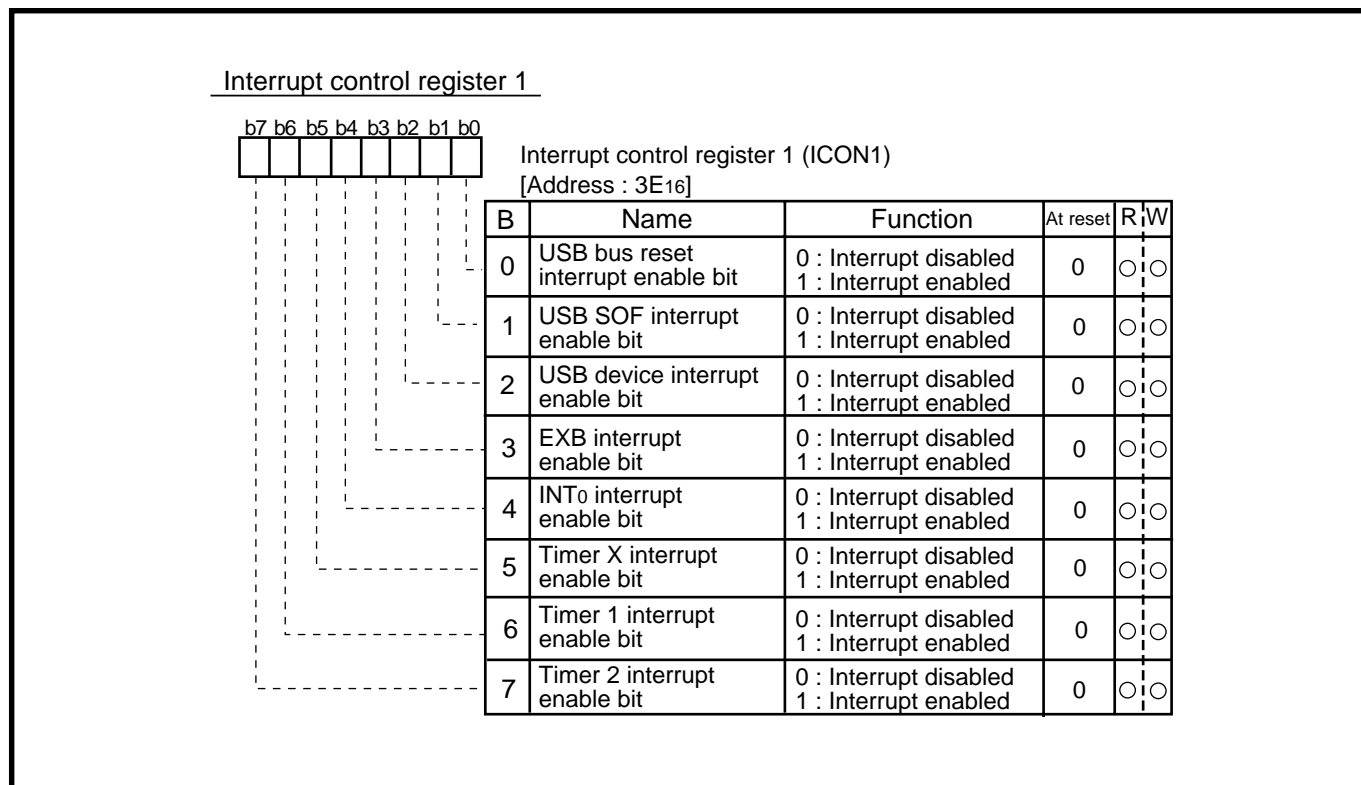 Interrupt control register 1
b7 b6 b5 b4 b3 b2 b1 b0
Interrupt control register 1 (ICON1)
[Address : 3E16]
B Name Function At reset R W
0 USB bus reset interrupt enable bit 0 : Interrupt disabled 1 : Interrupt enabled 0 ○ ○
1 USB SOF interrupt enable bit 0 : Interrupt disabled 1 : Interrupt enabled 0 ○ ○
2 USB device interrupt enable bit 0 : Interrupt disabled 1 : Interrupt enabled 0 ○ ○
3 EXB interrupt enable bit 0 : Interrupt disabled 1 : Interrupt enabled 0 ○ ○
4 INT0 interrupt enable bit 0 : Interrupt disabled 1 : Interrupt enabled 0 ○ ○
5 Timer X interrupt enable bit 0 : Interrupt disabled 1 : Interrupt enabled 0 ○ ○
6 Timer 1 interrupt enable bit 0 : Interrupt disabled 1 : Interrupt enabled 0 ○ ○
7 Timer 2 interrupt enable bit 0 : Interrupt disabled 1 : Interrupt enabled 0 ○ ○